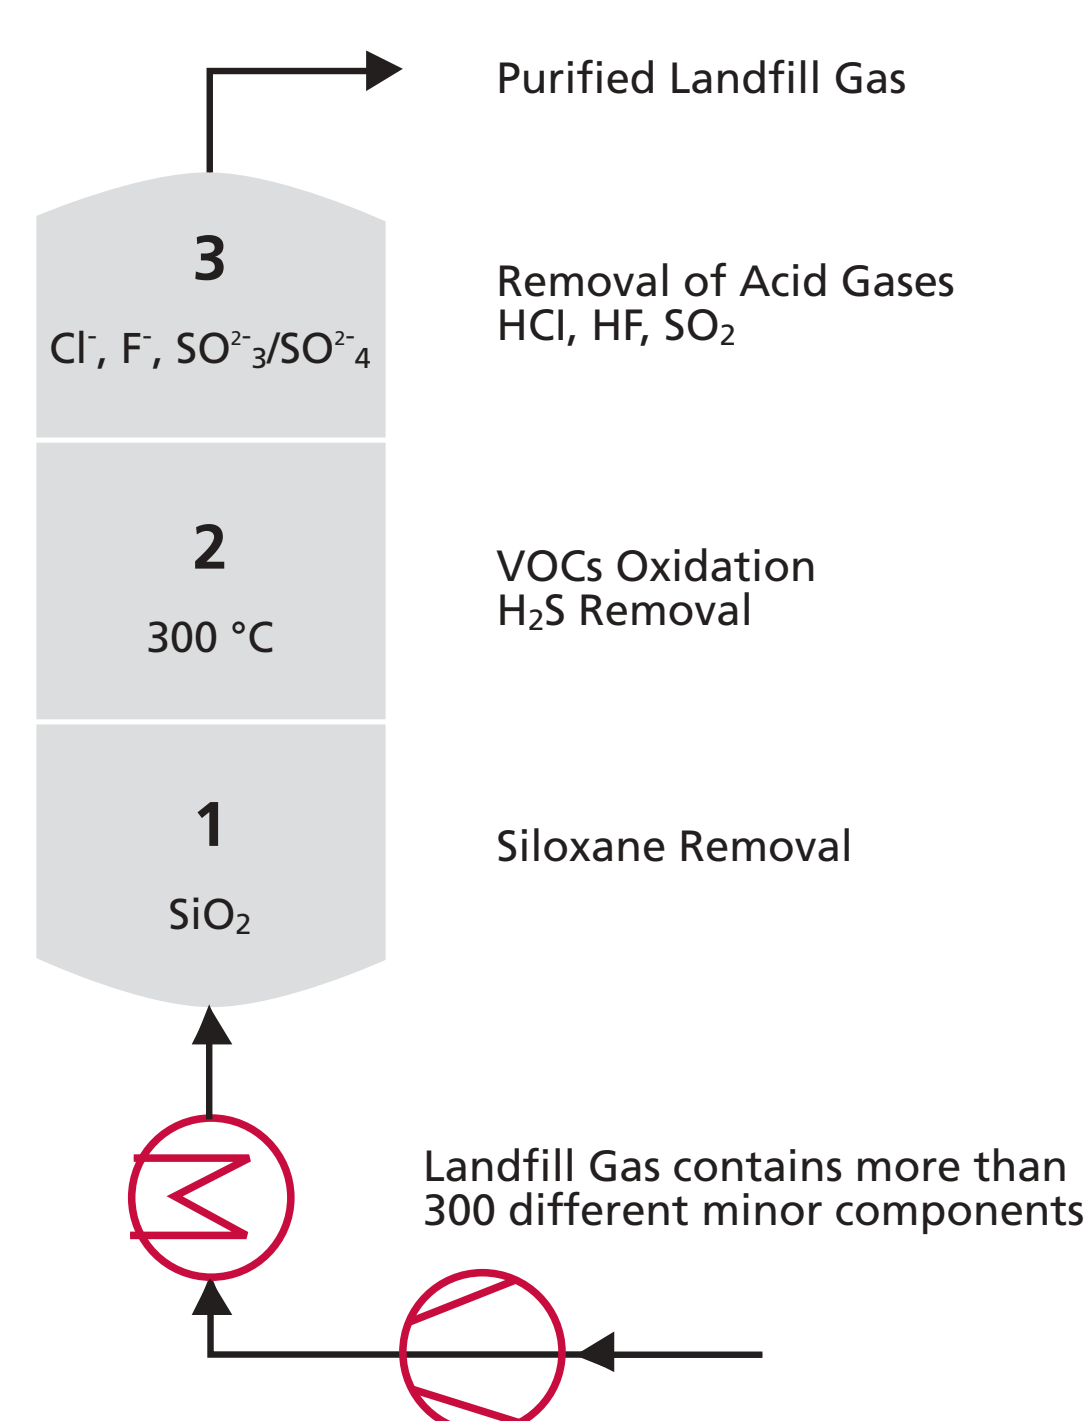 Purified Landfill Gas
3
Cl⁻, F⁻, SO²⁻₃/SO²⁻₄
Removal of Acid Gases
HCl, HF, SO₂
2
300 °C
VOCs Oxidation
H₂S Removal
1
SiO₂
Siloxane Removal
Landfill Gas contains more than
300 different minor components